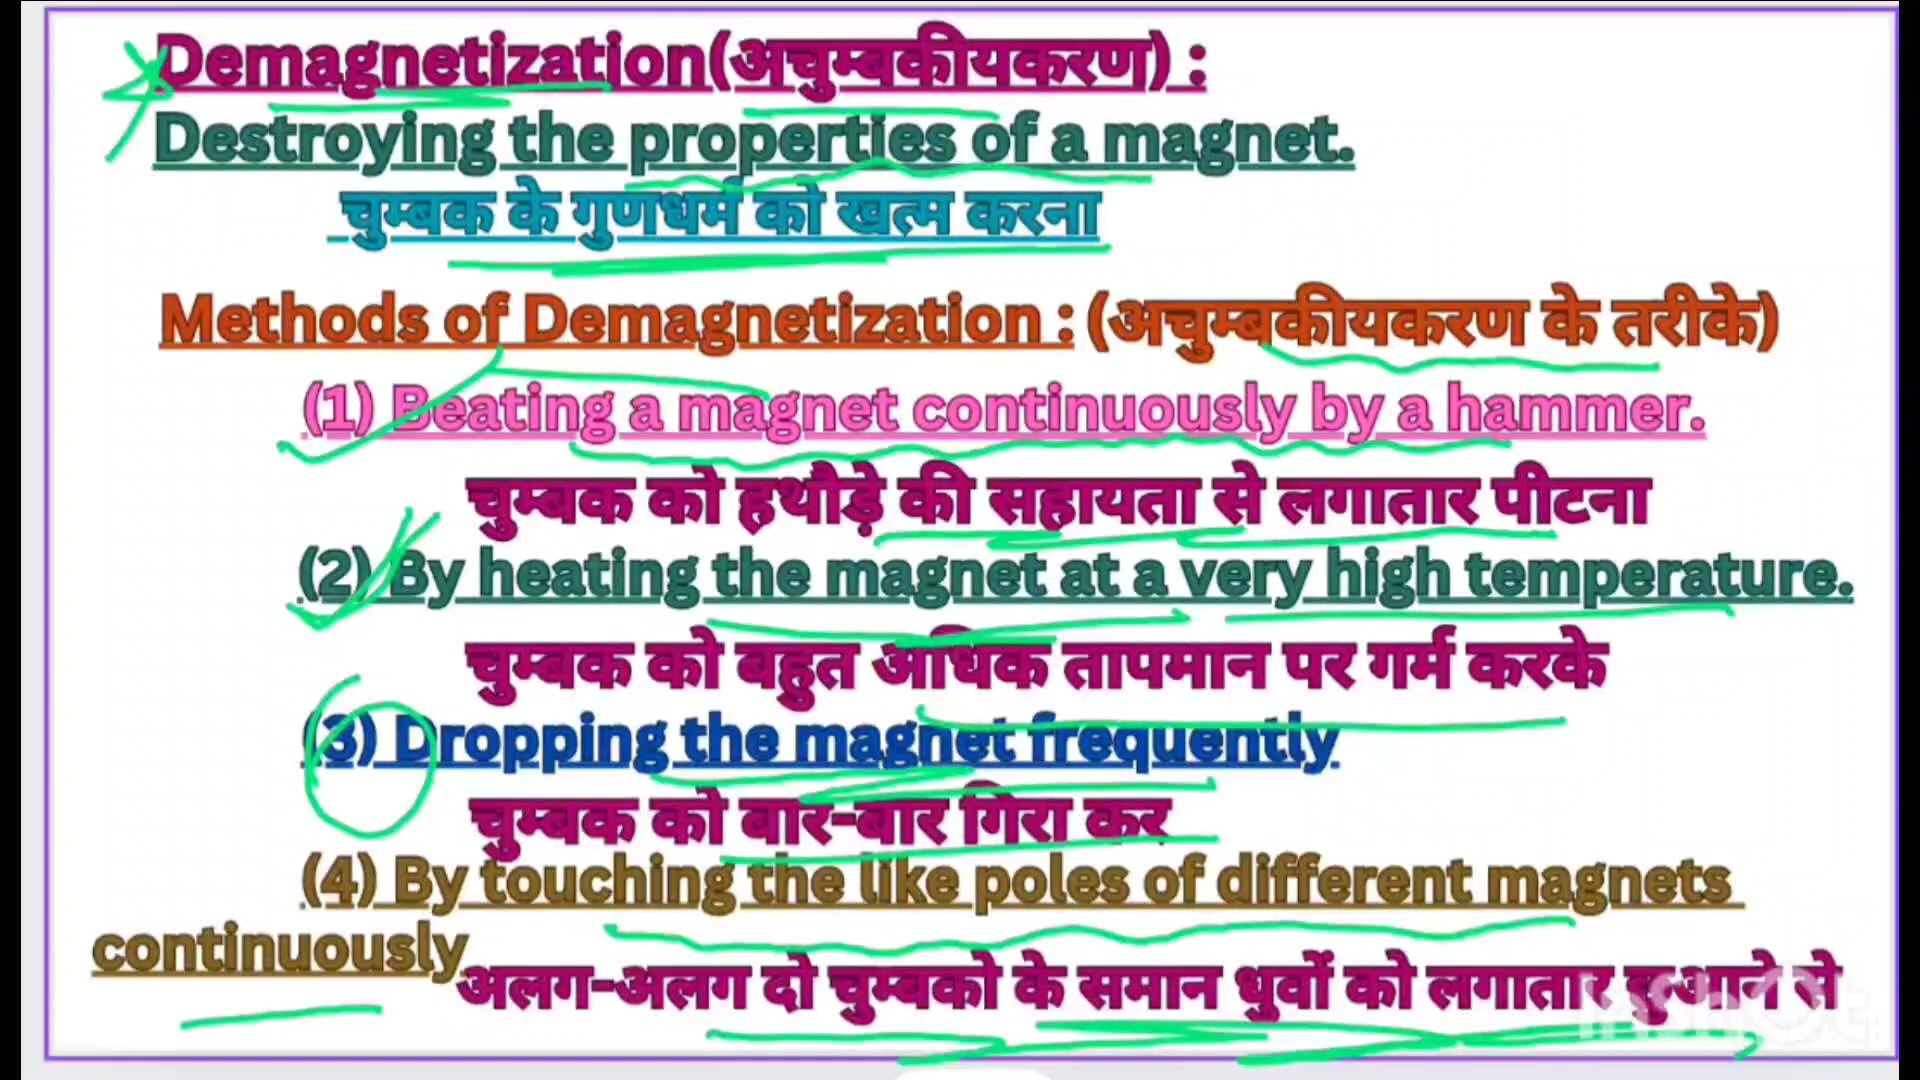 Demagnetization(अचुम्बकीयकरण) :
Destroying the properties of a magnet.
चुम्बक के गुणधर्म को खत्म करना
Methods of Demagnetization : (अचुम्बकीयकरण के तरीके)
(1) Beating a magnet continuously by a hammer.
चुम्बक को हथौड़े की सहायता से लगातार पीटना
(2) By heating the magnet at a very high temperature.
चुम्बक को बहुत अधिक तापमान पर गर्म करके
(3) Dropping the magnet frequently
चुम्बक को बार-बार गिरा कर
(4) By touching the like poles of different magnets
continuously
अलग-अलग दो चुम्बको के समान ध्रुवों को लगातार छुआने से
InShOt